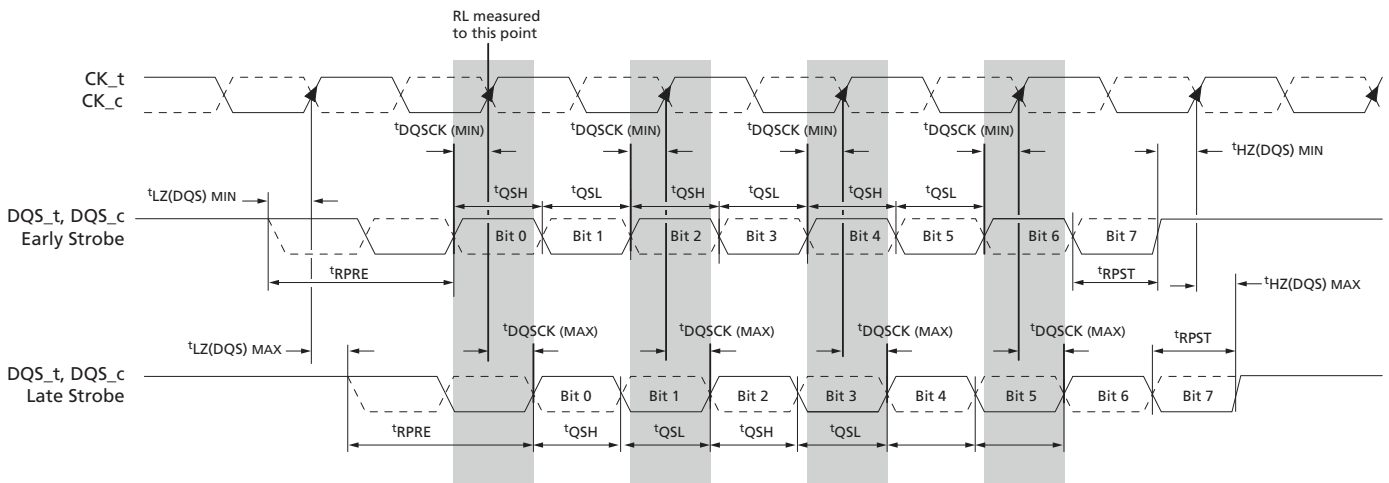 RL measured
to this point
CK_t
CK_c
tDQSCK (MIN) tDQSCK (MIN) tDQSCK (MIN) tDQSCK (MIN)
tHZ(DQS) MIN
tLZ(DQS) MIN
tQSH tQSL tQSH tQSL tQSH tQSL
DQS_t, DQS_c
Early Strobe
Bit 0 Bit 1 Bit 2 Bit 3 Bit 4 Bit 5 Bit 6 Bit 7
tRPRE tRPST
tHZ(DQS) MAX
tLZ(DQS) MAX
tDQSCK (MAX) tDQSCK (MAX) tDQSCK (MAX) tDQSCK (MAX)
tRPST
DQS_t, DQS_c
Late Strobe
Bit 0 Bit 1 Bit 2 Bit 3 Bit 4 Bit 5 Bit 6 Bit 7
tRPRE tQSH tQSL tQSH tQSL